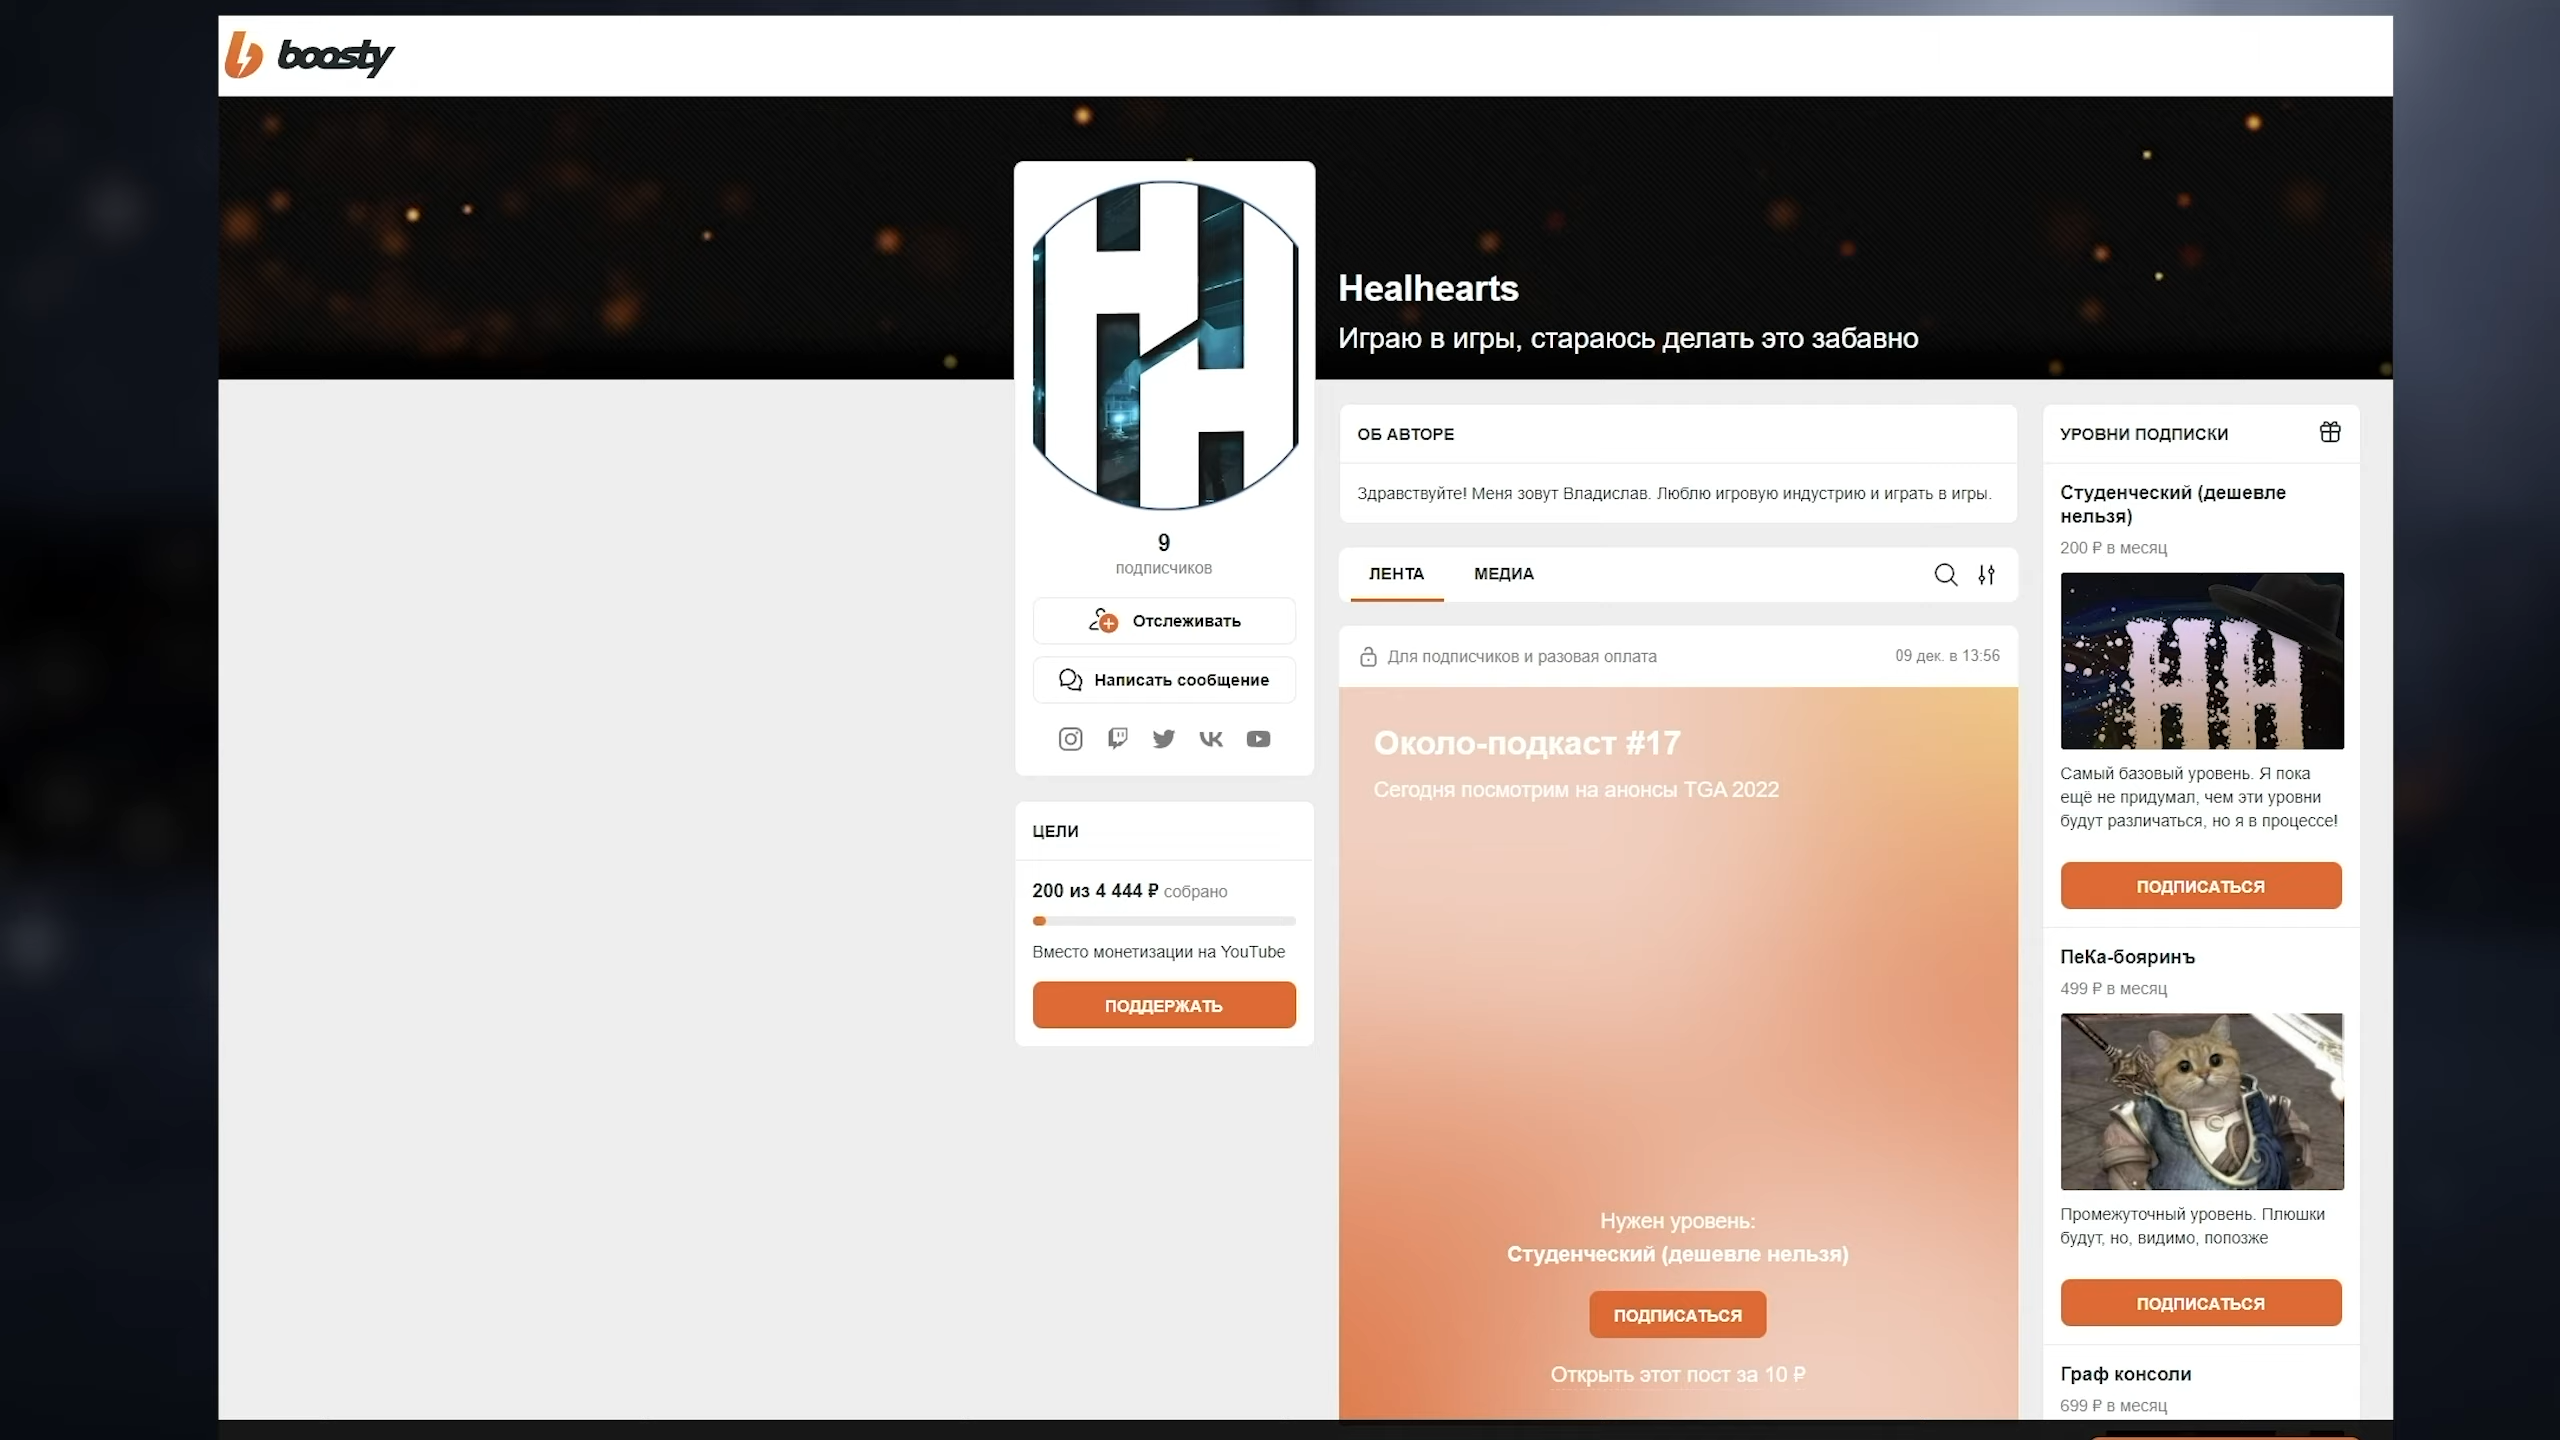 boosty
Healhearts
Играю в игры, стараюсь делать это забавно
9
подписчиков
Отслеживать
Написать сообщение
ЦЕЛИ
200 из 4 444 ₽ собрано
Вместо монетизации на YouTube
ПОДДЕРЖАТЬ
ОБ АВТОРЕ
Здравствуйте! Меня зовут Владислав. Люблю игровую индустрию и играть в игры.
ЛЕНТА МЕДИА
Для подписчиков и разовая оплата 09 дек. в 13:56
Около-подкаст #17
Сегодня посмотрим на анонсы TGA 2022
Нужен уровень:
Студенческий (дешевле нельзя)
ПОДПИСАТЬСЯ
Открыть этот пост за 10 ₽
УРОВНИ ПОДПИСКИ
Студенческий (дешевле
нельзя)
200 ₽ в месяц
HH
Самый базовый уровень. Я пока
ещё не придумал, чем эти уровни
будут различаться, но я в процессе!
ПОДПИСАТЬСЯ
ПеКа-бояринъ
499 ₽ в месяц
Промежуточный уровень. Плюшки
будут, но, видимо, попозже
ПОДПИСАТЬСЯ
Граф консоли
699 ₽ в месяц